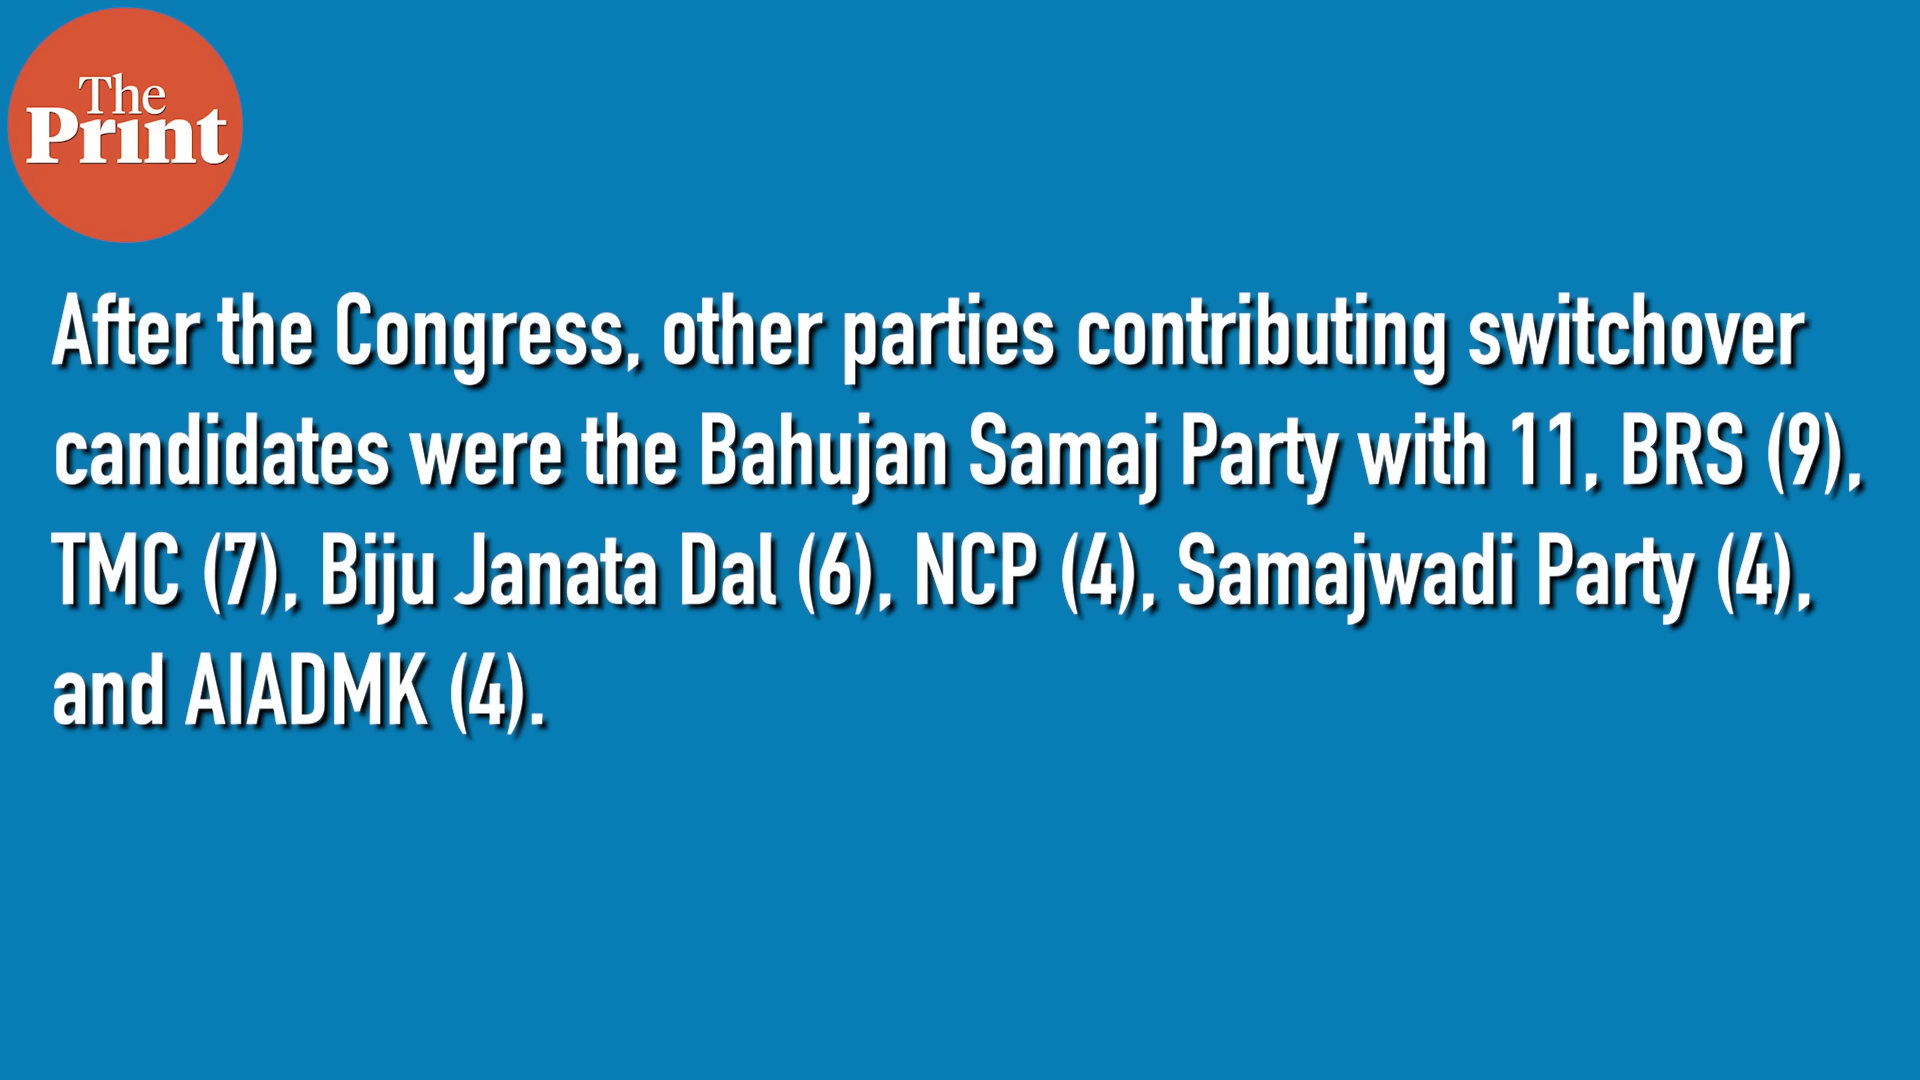 The
Print
After the Congress, other parties contributing switchover
candidates were the Bahujan Samaj Party with 11, BRS (9),
TMC (7), Biju Janata Dal (6), NCP (4), Samajwadi Party (4),
and AIADMK (4).